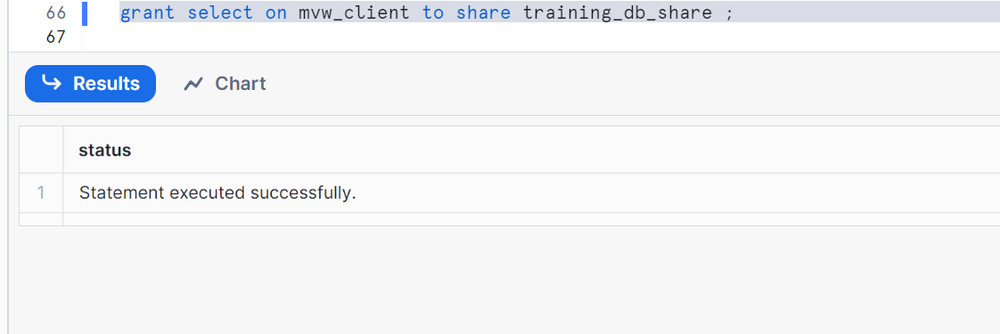 66 grant select on mvw_client to share training_db_share ;
67
Results Chart
status
1 Statement executed successfully.